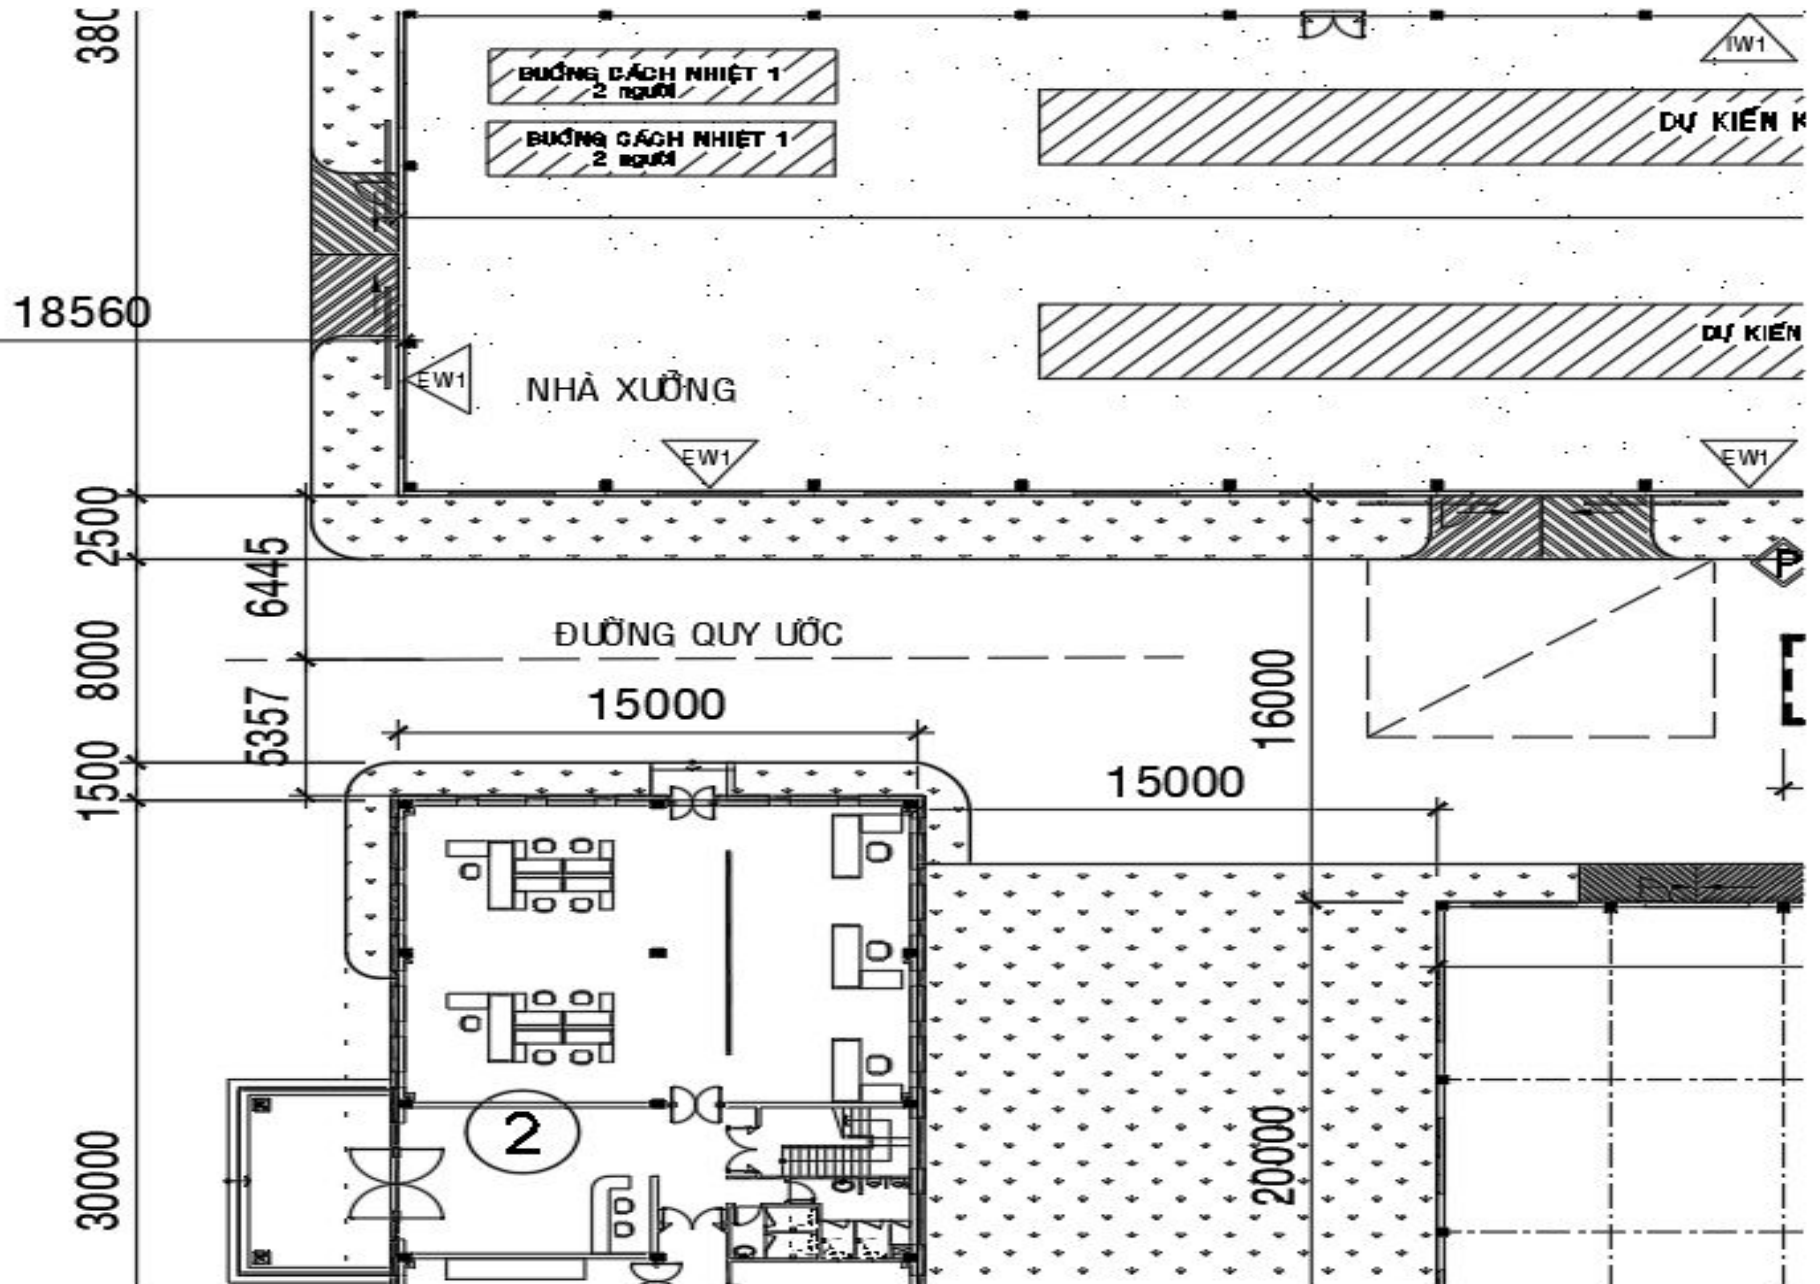 380
BUỒNG CÁCH NHIỆT 1
2 người
IW1
DỰ KIẾN K
BUỒNG CÁCH NHIỆT 1
2 người
18560
DỰ KIẾN
EW1
NHÀ XƯỞNG
EW1
EW1
2500
6445
P
ĐƯỜNG QUY ƯỚC
8000
16000
5357
15000
1500
15000
2
30000
20000